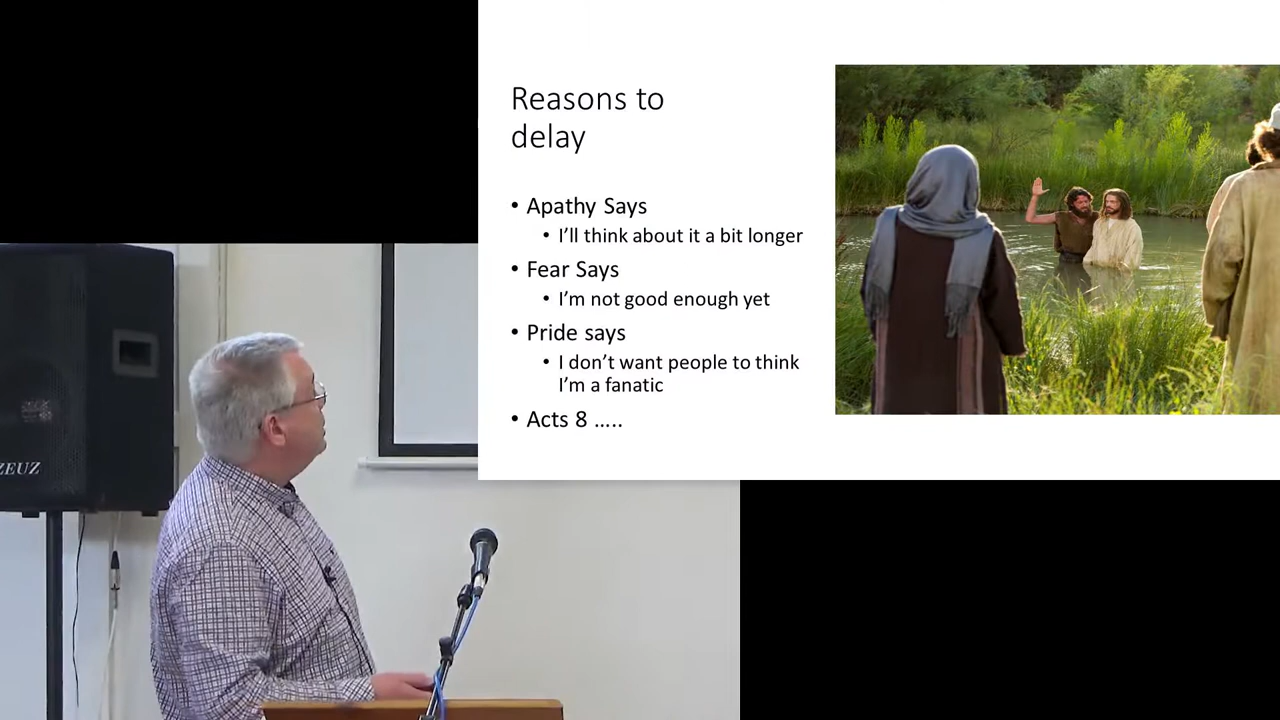 Reasons to
delay
• Apathy Says
• I’ll think about it a bit longer
• Fear Says
• I’m not good enough yet
• Pride says
• I don’t want people to think
I’m a fanatic
• Acts 8 …..
ZEUZ